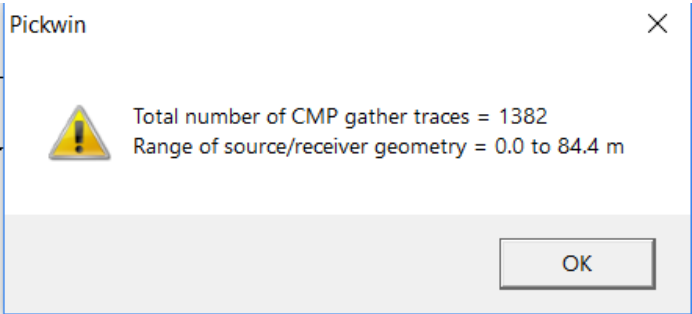 Pickwin
Total number of CMP gather traces = 1382
Range of source/receiver geometry = 0.0 to 84.4 m
OK